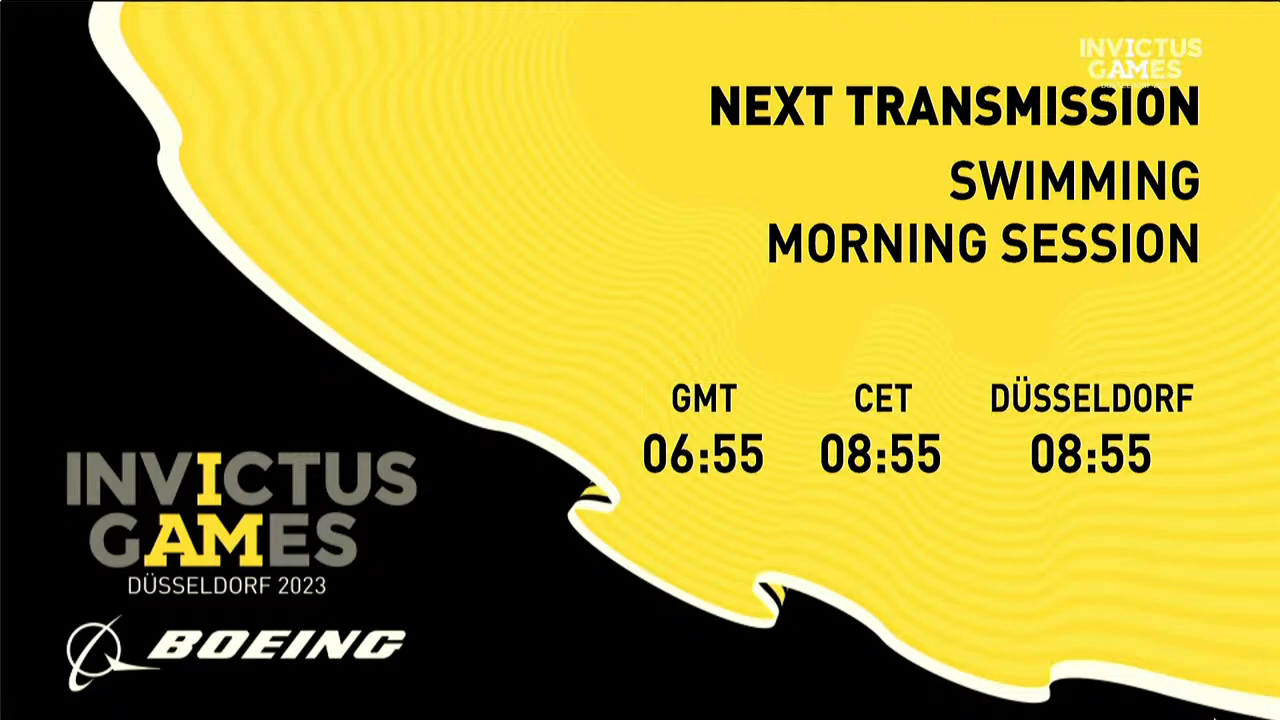 INVICTUS
GAMES
NEXT TRANSMISSION
SWIMMING
MORNING SESSION
GMT CET DÜSSELDORF
06:55 08:55 08:55
INVICTUS
GAMES
DÜSSELDORF 2023
BOEING